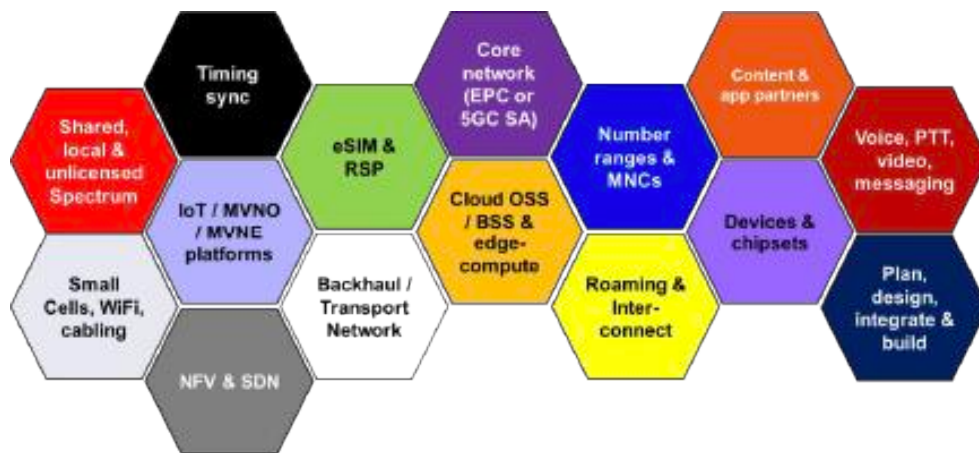 Shared,
local &
unlicensed
Spectrum
Small
Cells, WiFi,
cabling
Timing
sync
IoT / MVNO
/ MVNE
platforms
NFV & SDN
eSIM &
RSP
Backhaul /
Transport
Network
Core
network
(EPC or
5GC SA)
Cloud OSS
/ BSS &
edge-
compute
Number
ranges &
MNCs
Roaming &
Inter-
connect
Content &
app partners
Devices &
chipsets
Voice, PTT,
video,
messaging
Plan,
design,
integrate &
build